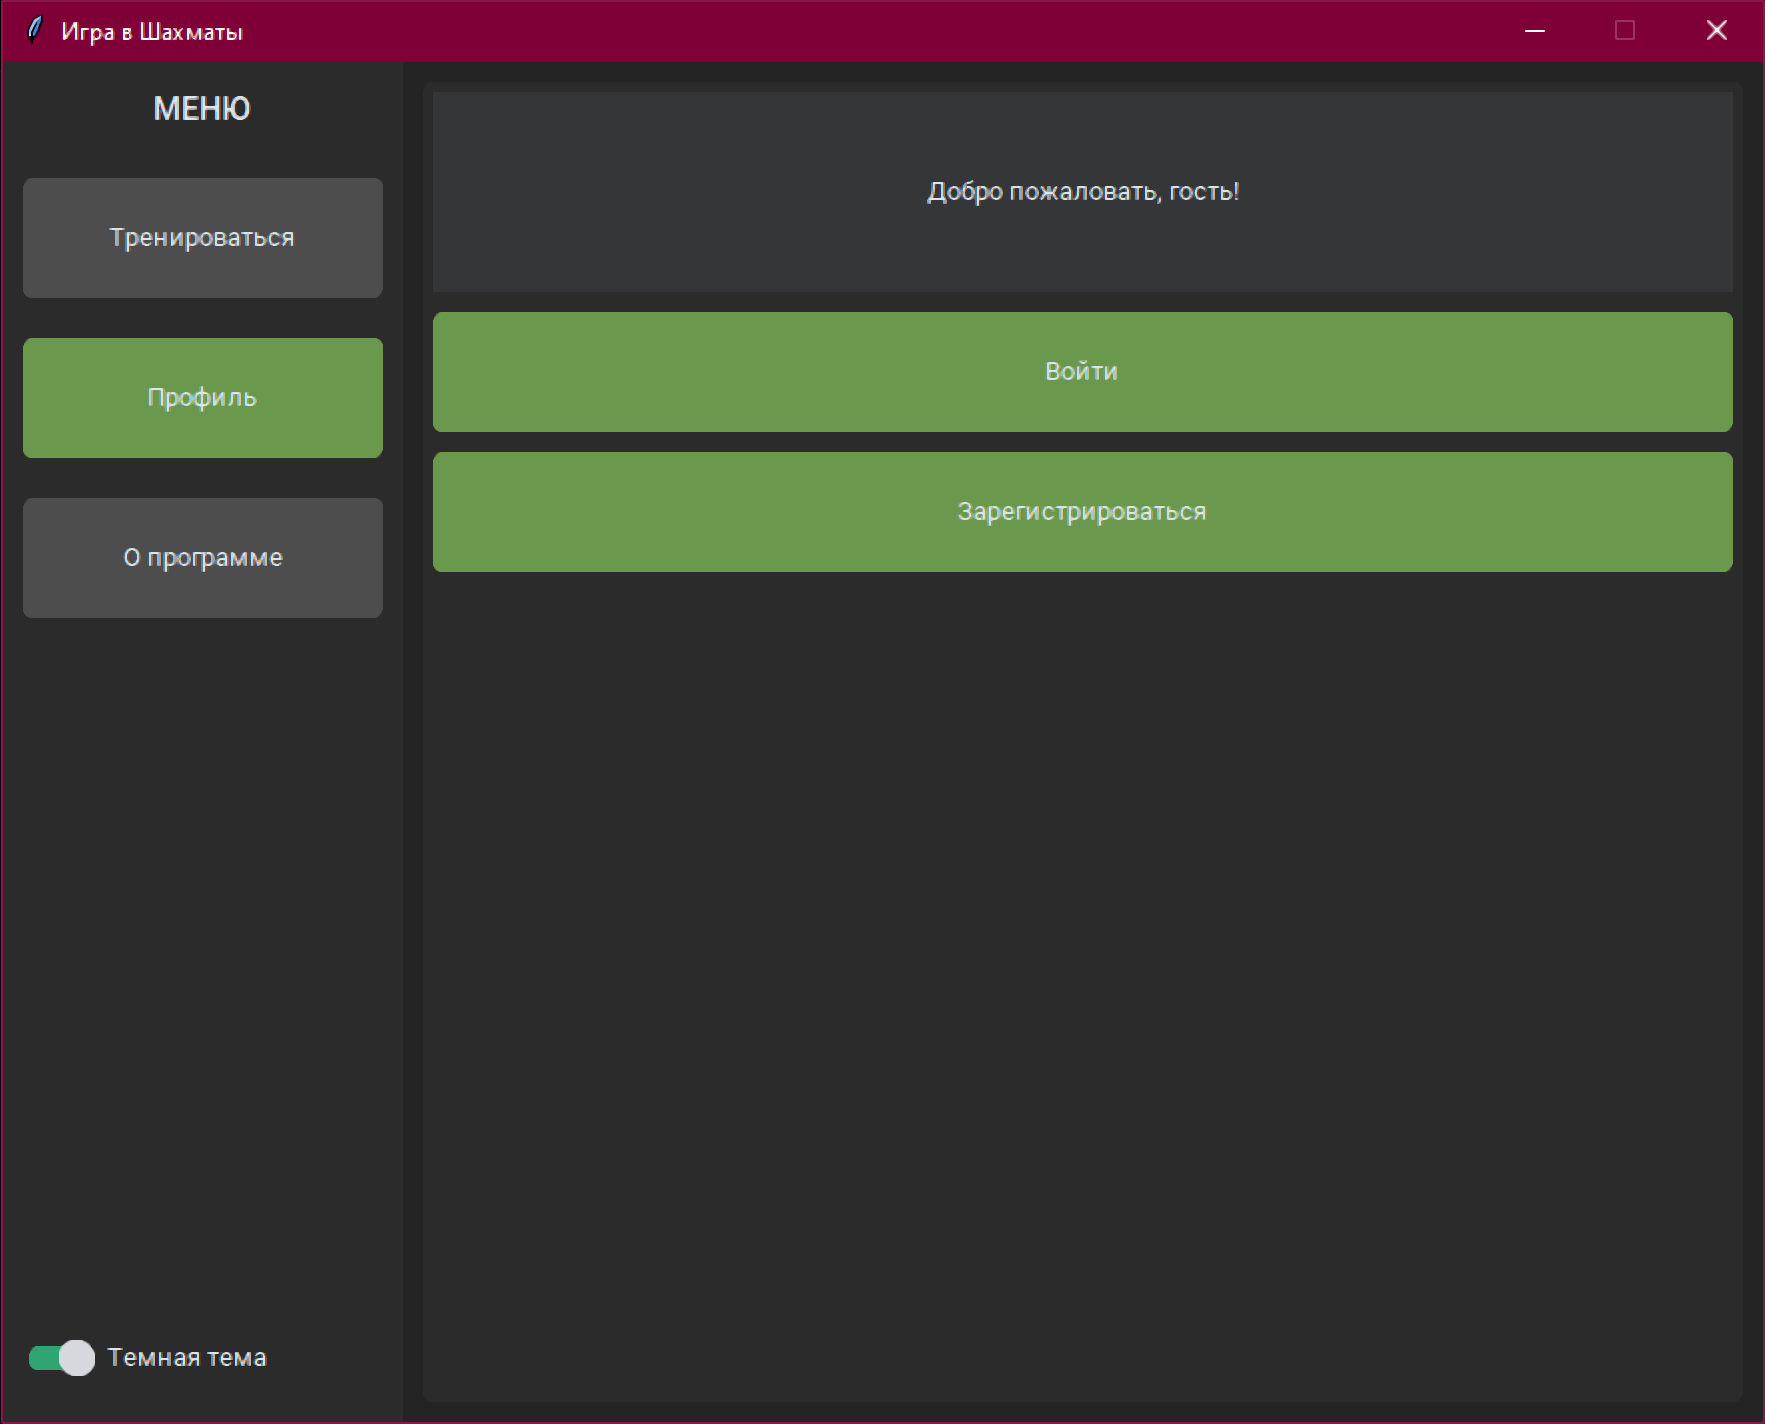 Игра в Шахматы
МЕНЮ
Тренироваться
Профиль
О программе
Темная тема
Добро пожаловать, гость!
Войти
Зарегистрироваться